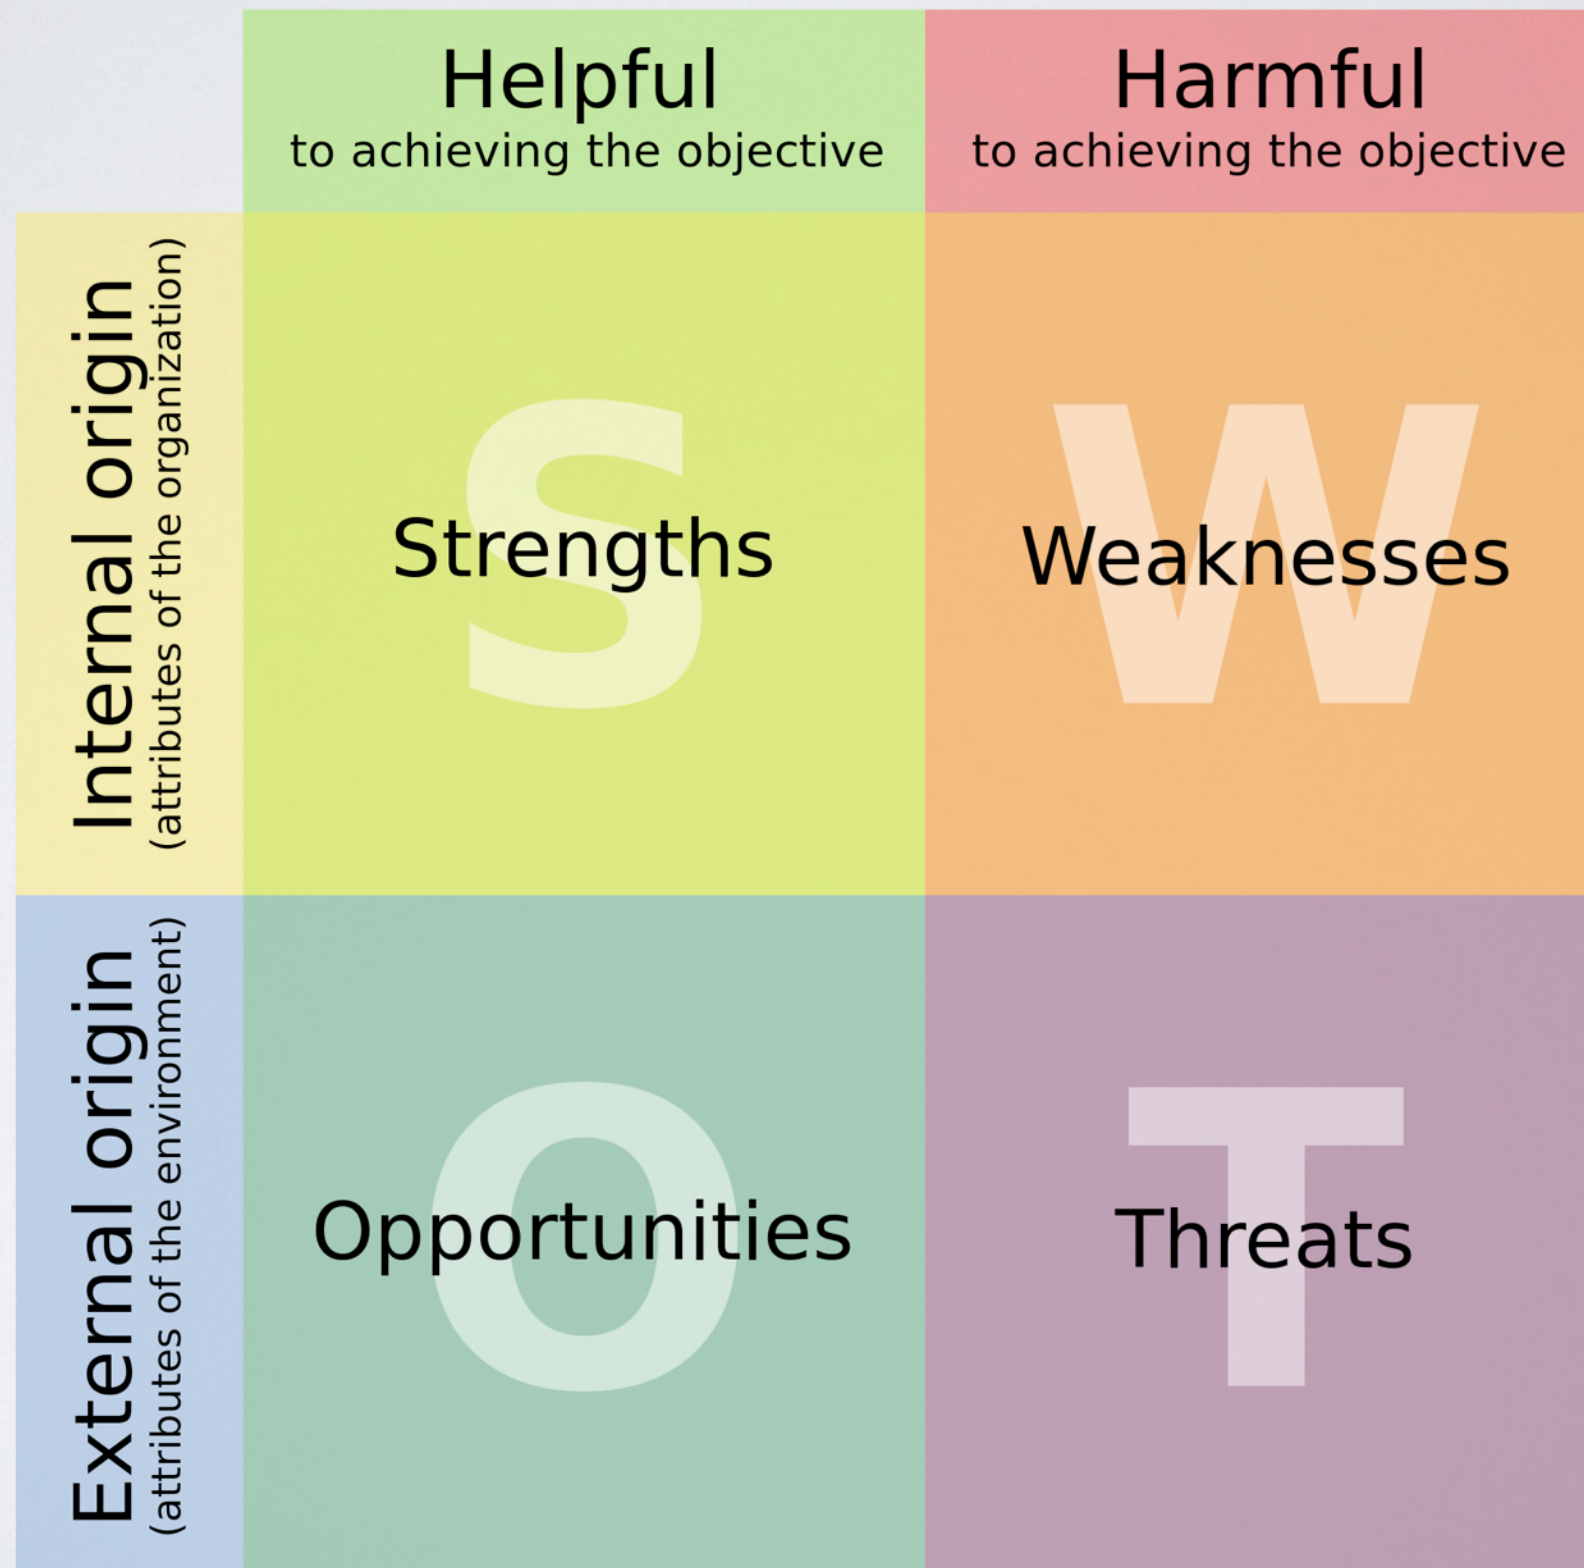 Helpful
to achieving the objective
Harmful
to achieving the objective
Internal origin
(attributes of the organization)
S
Strengths
W
Weaknesses
External origin
(attributes of the environment)
O
Opportunities
T
Threats